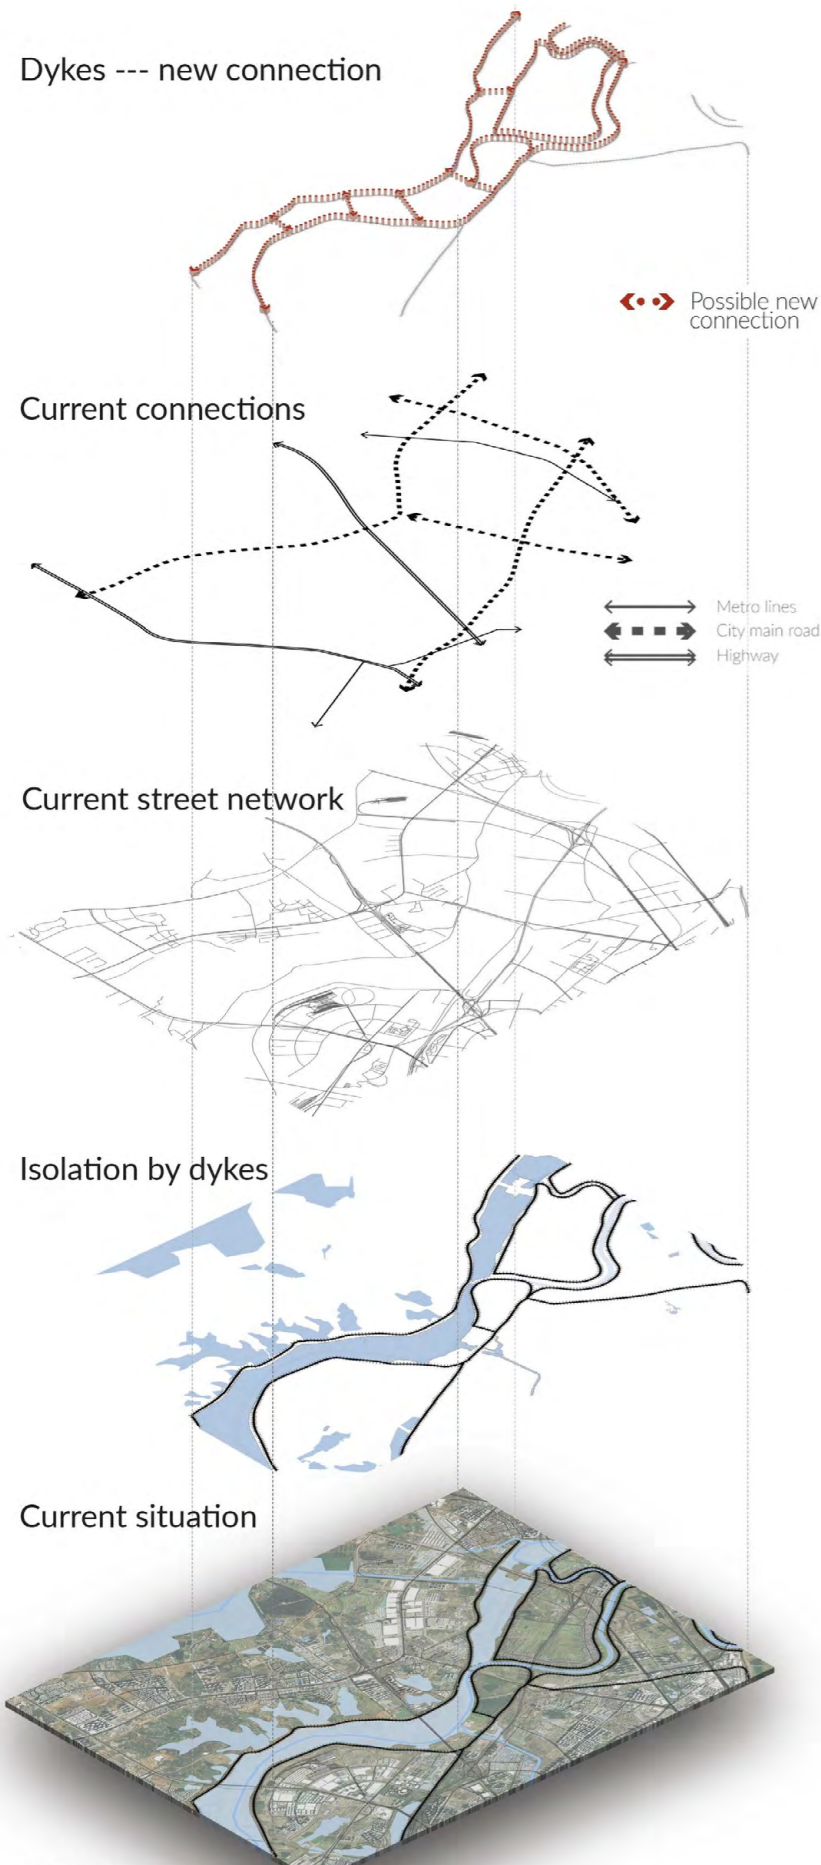 Dykes --- new connection
Possible new
connection
Current connections
Metro lines
City main road
Highway
Current street network
Isolation by dykes
Current situation